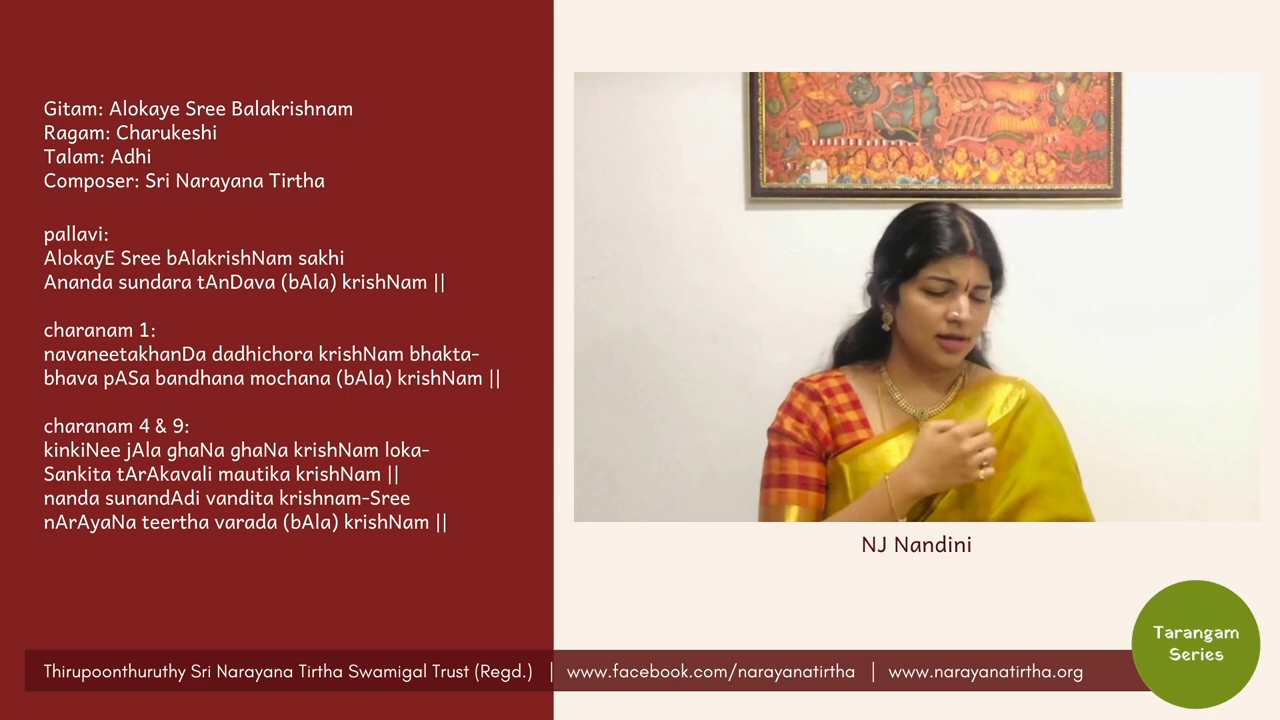 Gitam: Alokaye Sree Balakrishnam
Ragam: Charukeshi
Talam: Adhi
Composer: Sri Narayana Tirtha
pallavi:
AlokayE Sree bAlakrishNam sakhi
Ananda sundara tAnDava (bAla) krishNam ||
charanam 1:
navaneetakhanDa dadhichora krishNam bhakta-
bhava pASa bandhana mochana (bAla) krishNam ||
charanam 4 & 9:
kinkiNee jAla ghaNa ghaNa krishNam loka-
Sankita tArAkavali mautika krishNam ||
nanda sunandAdi vandita krishnam-Sree
nArAyaNa teertha varada (bAla) krishNam ||
NJ Nandini
Tarangam
Series
Thirupoonthuruthy Sri Narayana Tirtha Swamigal Trust (Regd.) | www.facebook.com/narayanatirtha | www.narayanatirtha.org